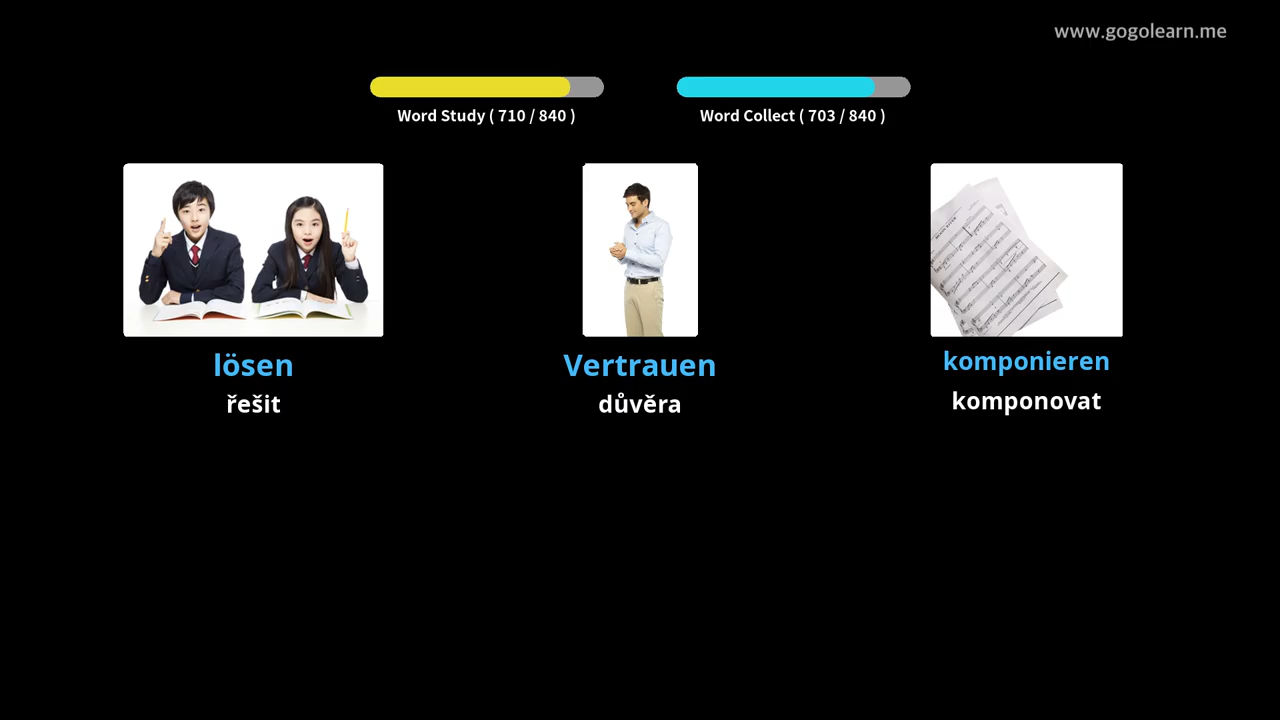 www.gogolearn.me
Word Study ( 710 / 840 )
Word Collect ( 703 / 840 )
lösen
Vertrauen
komponieren
řešit
důvěra
komponovat